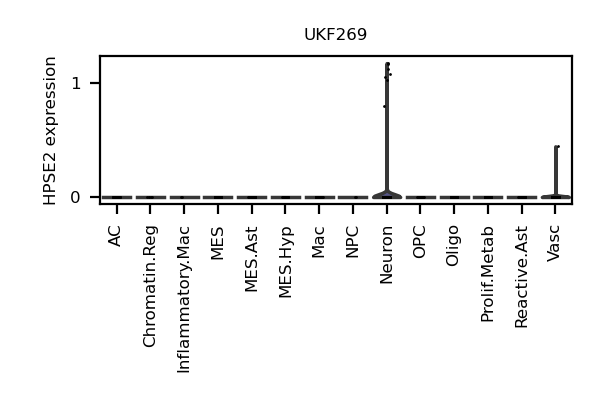 UKF269
HPSE2 expression
1
0
AC
Chromatin.Reg
Inflammatory.Mac
MES
MES.Ast
MES.Hyp
Mac
NPC
Neuron
OPC
Oligo
Prolif.Metab
Reactive.Ast
Vasc